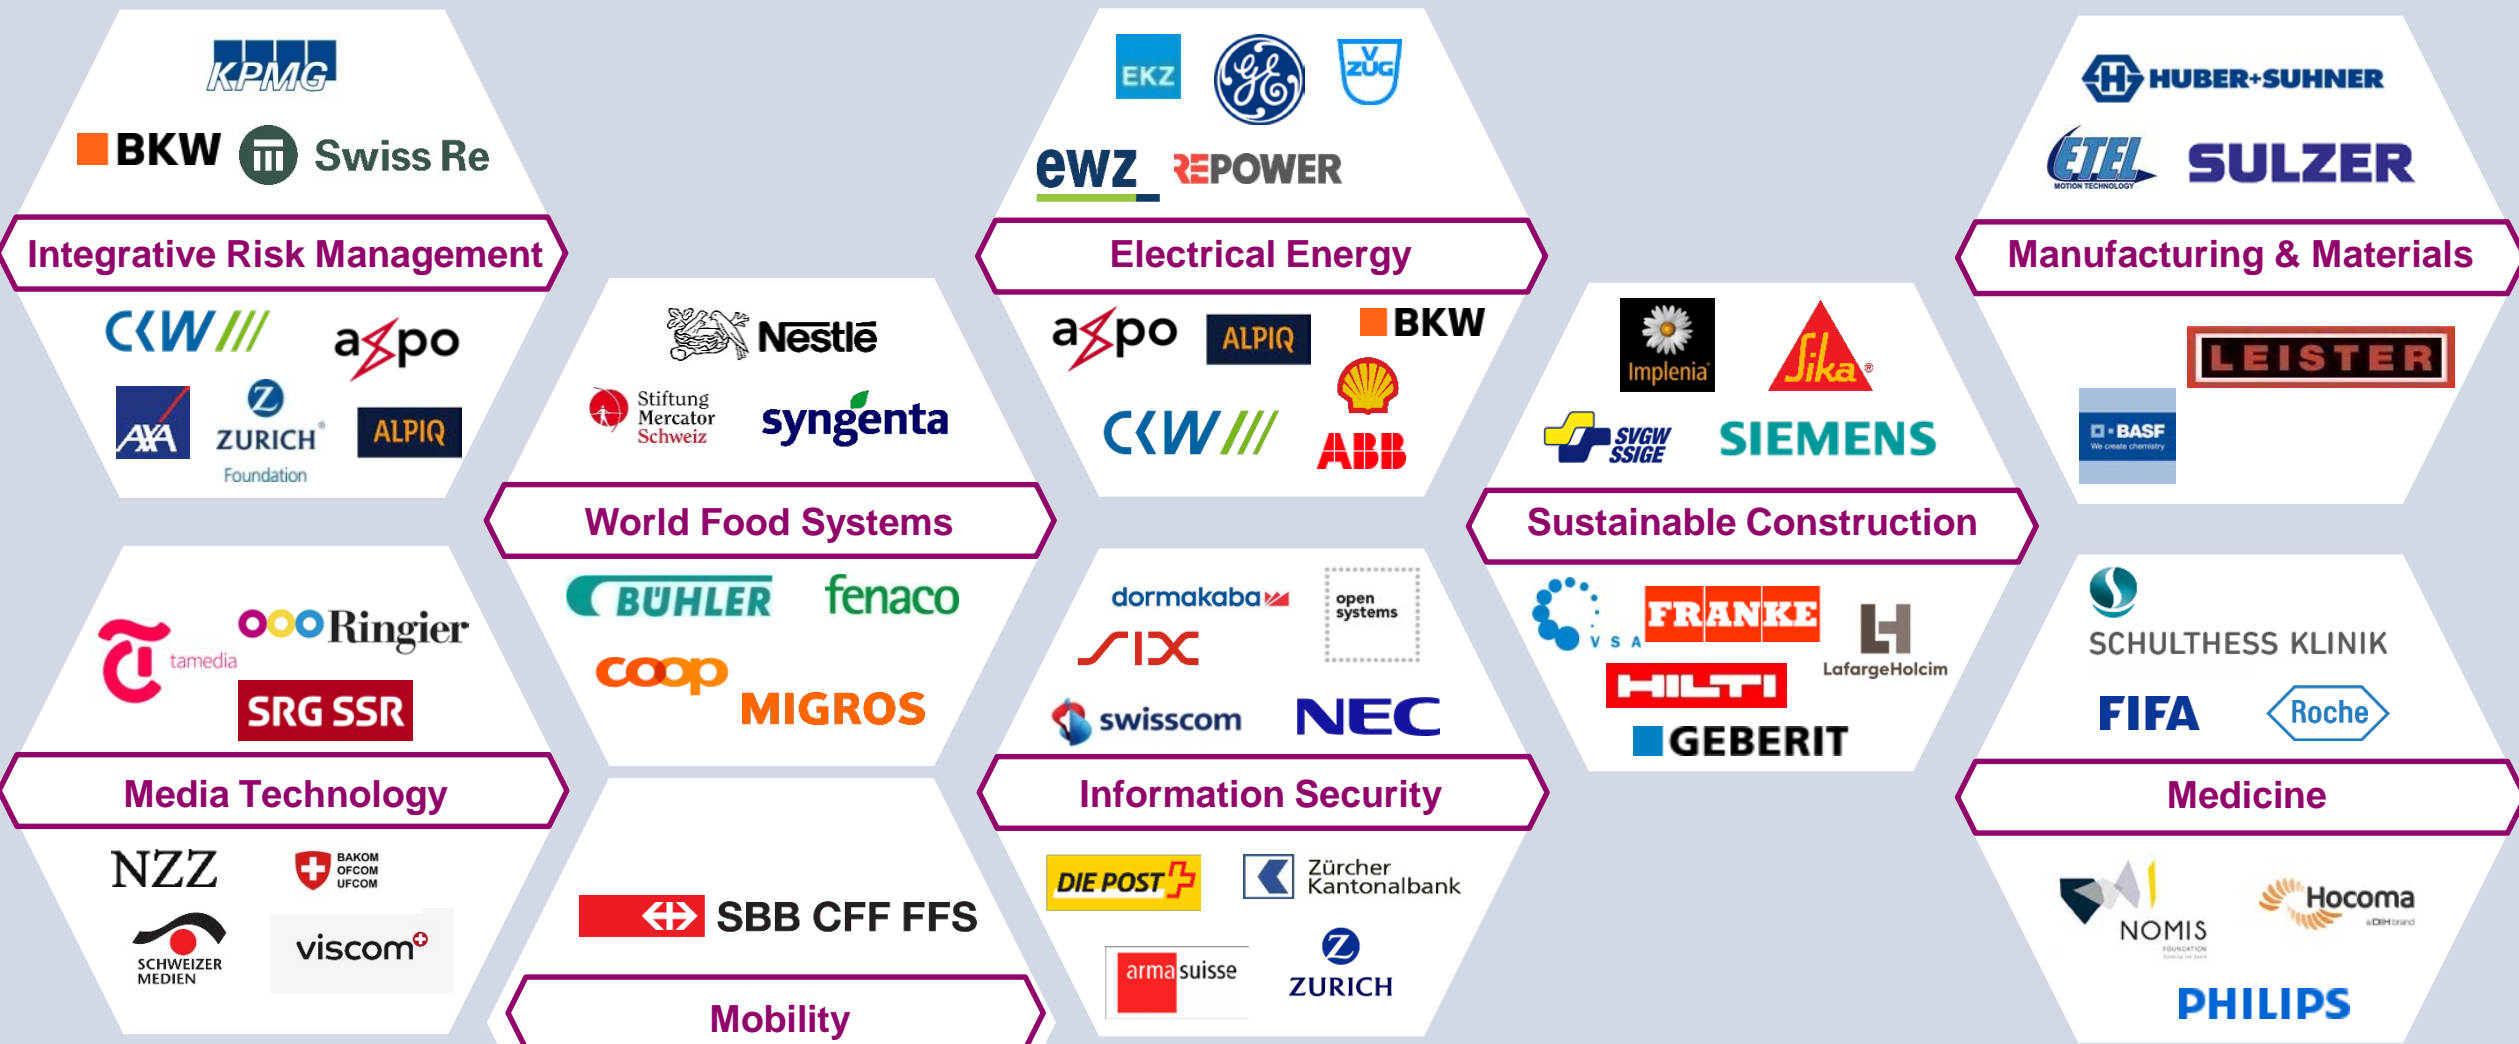 KPMG
BKW
Swiss Re
Integrative Risk Management
CKW
axpo
AXA
ZURICH®
Foundation
ALPIQ
EKZ
GE
V
ZUG
ewz
REPOWER
Electrical Energy
axpo
ALPIQ
BKW
CKW
ABB
HUBER+SUHNER
ETEL
MOTION TECHNOLOGY
SULZER
Manufacturing & Materials
LEISTER
BASF
We create chemistry
Nestlé
Stiftung
Mercator
Schweiz
syngenta
World Food Systems
BÜHLER
fenaco
coop
MIGROS
Implenia
Sika®
SVGW
SSIGE
SIEMENS
Sustainable Construction
VSA
FRANKE
LafargeHolcim
HILTI
GEBERIT
tamedia
Ringier
SRG SSR
Media Technology
NZZ
BAKOM
OFCOM
UFCOM
SCHWEIZER
MEDIEN
viscom
SBB CFF FFS
Mobility
dormakaba
open
systems
SIX
swisscom
NEC
Information Security
DIE POST
Zürcher
Kantonalbank
armasuisse
Z
ZURICH
SCHULTHESS KLINIK
FIFA
Roche
Medicine
NOMIS
FOUNDATION
Hocoma
A DIH brand
PHILIPS